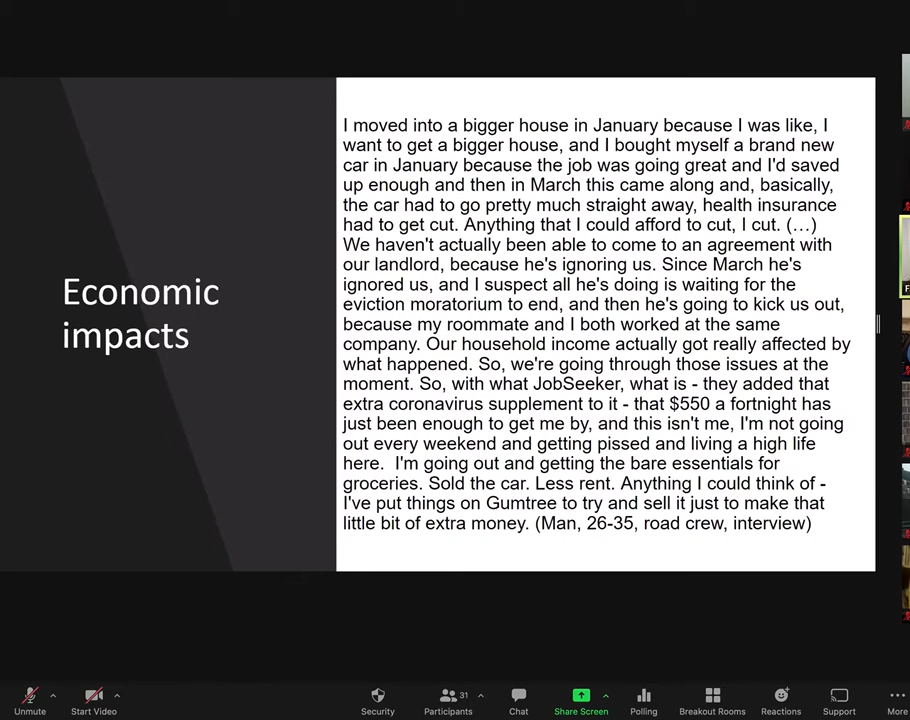 Economic
impacts
I moved into a bigger house in January because I was like, I
want to get a bigger house, and I bought myself a brand new
car in January because the job was going great and I'd saved
up enough and then in March this came along and, basically,
the car had to go pretty much straight away, health insurance
had to get cut. Anything that I could afford to cut, I cut. (…)
We haven't actually been able to come to an agreement with
our landlord, because he's ignoring us. Since March he's
ignored us, and I suspect all he's doing is waiting for the
eviction moratorium to end, and then he's going to kick us out,
because my roommate and I both worked at the same
company. Our household income actually got really affected by
what happened. So, we're going through those issues at the
moment. So, with what JobSeeker, what is - they added that
extra coronavirus supplement to it - that $550 a fortnight has
just been enough to get me by, and this isn't me, I'm not going
out every weekend and getting pissed and living a high life
here.  I'm going out and getting the bare essentials for
groceries. Sold the car. Less rent. Anything I could think of -
I've put things on Gumtree to try and sell it just to make that
little bit of extra money. (Man, 26-35, road crew, interview)
F
31
Unmute Start Video Security Participants Chat Share Screen Polling Breakout Rooms Reactions Support More